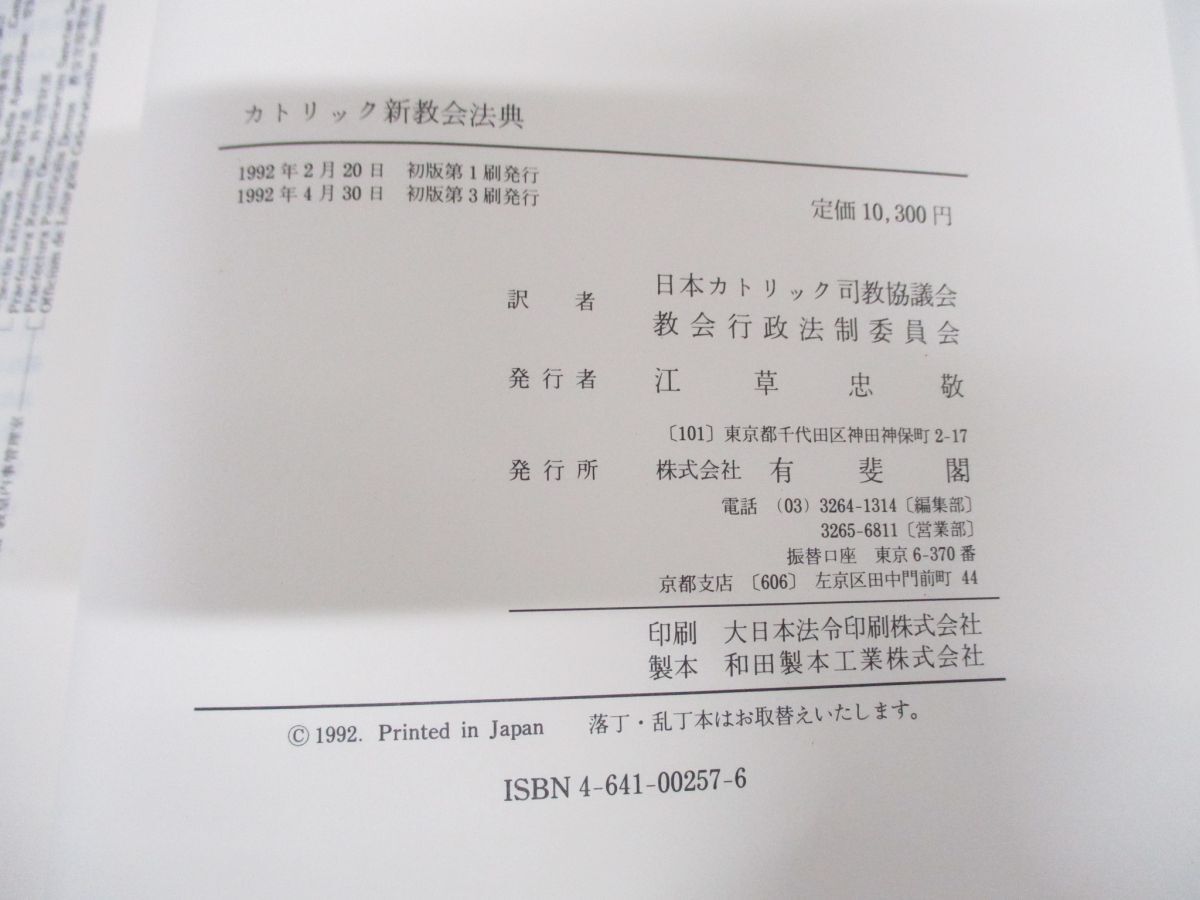 カトリック新教会法典
1992年2月20日 初版第1刷発行
1992年4月30日 初版第3刷発行
定価10,300円
訳者 日本カトリック司教協議会
教会行政法制委員会
発行者 江草忠敬
〔101〕東京都千代田区神田神保町2-17
発行所 株式会社 有斐閣
電話 (03) 3264-1314〔編集部〕
3265-6811〔営業部〕
振替口座 東京6-370番
京都支店 〔606〕 左京区田中門前町 44
印刷 大日本法令印刷株式会社
製本 和田製本工業株式会社
© 1992. Printed in Japan 落丁・乱丁本はお取替えいたします。
ISBN 4-641-00257-6